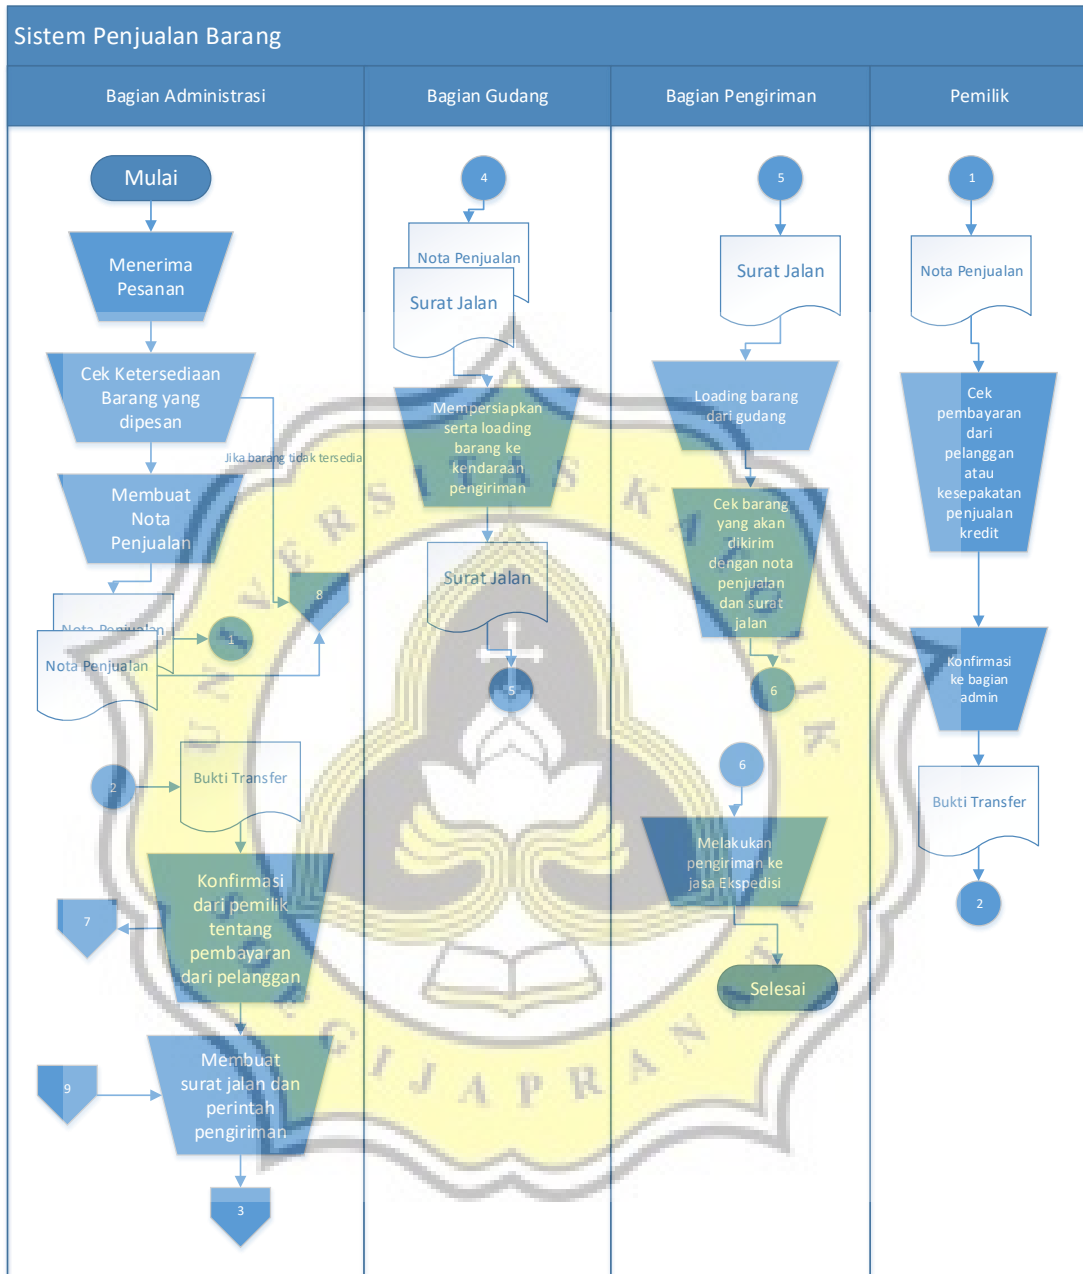 Sistem Penjualan Barang
Bagian Administrasi
Bagian Gudang
Bagian Pengiriman
Pemilik
Mulai
Menerima
Pesanan
Cek Ketersediaan
Barang yang
dipesan
Jika barang tidak tersedia
Membuat
Nota
Penjualan
8
Nota Penjualan
1
Nota Penjualan
2
Bukti Transfer
Konfirmasi
dari pemilik
tentang
pembayaran
dari pelanggan
7
Membuat
surat jalan dan
perintah
pengiriman
9
3
4
Nota Penjualan
Surat Jalan
Mempersiapkan
serta loading
barang ke
kendaraan
pengiriman
Surat Jalan
5
5
Surat Jalan
Loading barang
dari gudang
Cek barang
yang akan
dikirim
dengan nota
penjualan
dan surat
jalan
6
6
Melakukan
pengiriman ke
jasa Ekspedisi
Selesai
1
Nota Penjualan
Cek
pembayaran
dari
pelanggan
atau
kesepakatan
penjualan
kredit
Konfirmasi
ke bagian
admin
Bukti Transfer
2
UNIVERSITAS KATOLIK
SOEGIJAPRANATA